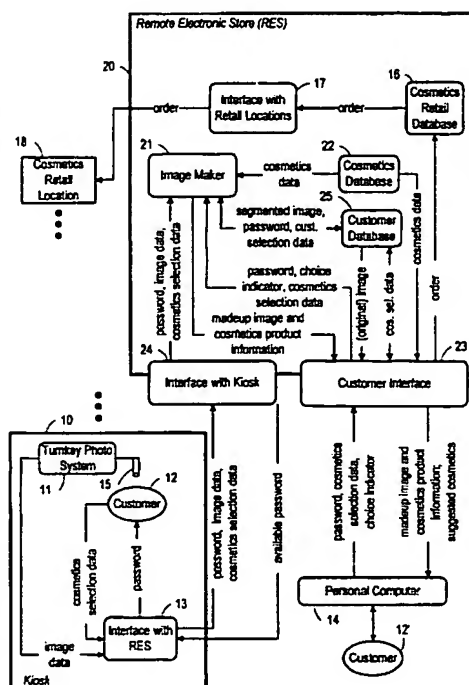 Remote Electronic Store (RES)
20
17
16
order
Interface with
Retail Locations
order
Cosmetics
Retail
Database
18
Cosmetics
Retail
Location
21
Image Maker
cosmetics
data
22
Cosmetics
Database
25
Customer
Database
segmented image,
password, cust.
selection data
password, image data,
cosmetics selection data
password, choice
indicator, cosmetics
selection data
madeup image and
cosmetics product
information
(original) image
cos. sel. data
cosmetics data
order
24
Interface with Kiosk
23
Customer Interface
10
Turnkey Photo
System
11
15
12
Customer
cosmetics
selection data
password
13
Interface with
RES
image
data
Kiosk
password, image data,
cosmetics selection data
available password
password, cosmetics
selection data,
choice indicator
madeup image and
cosmetics product
information;
suggested cosmetics
Personal Computer
14
12'
Customer